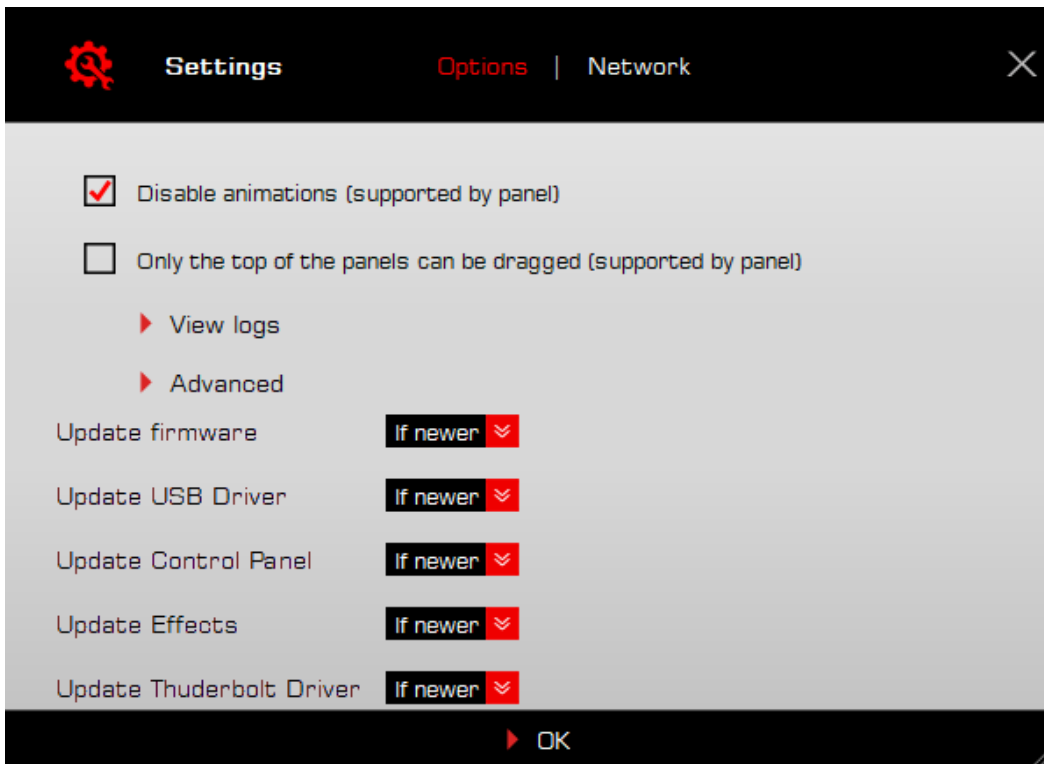 Settings
Options | Network
Disable animations (supported by panel)
Only the top of the panels can be dragged (supported by panel)
View logs
Advanced
Update firmware If newer
Update USB Driver If newer
Update Control Panel If newer
Update Effects If newer
Update Thuderbolt Driver If newer
OK